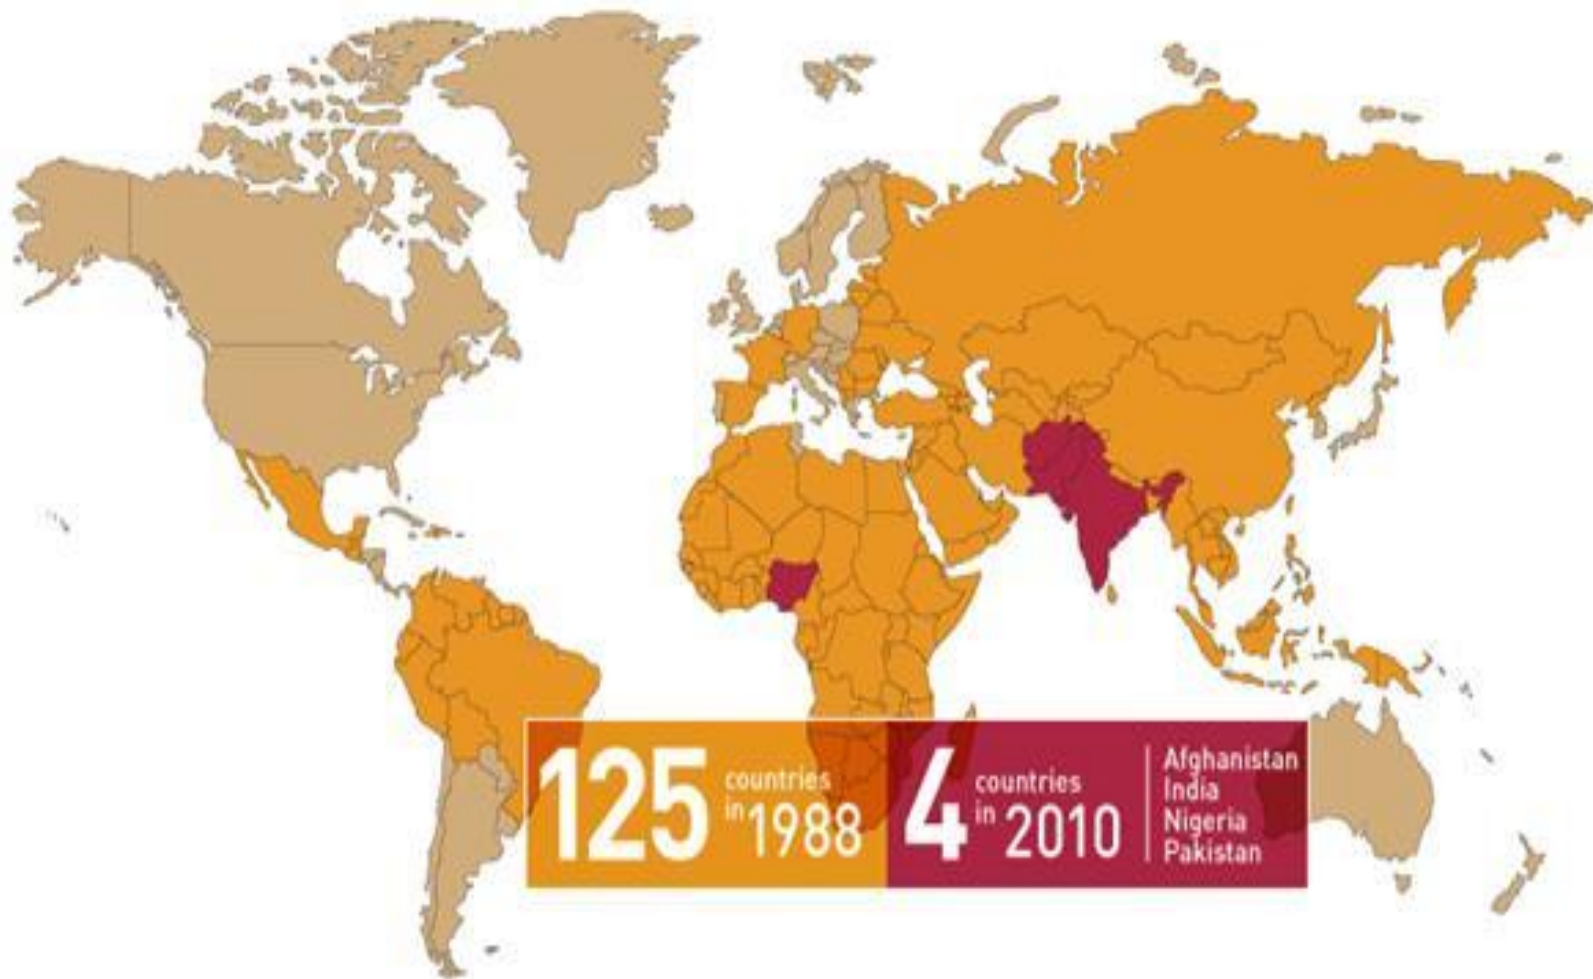 125 countries in 1988
4 countries in 2010
Afghanistan
India
Nigeria
Pakistan